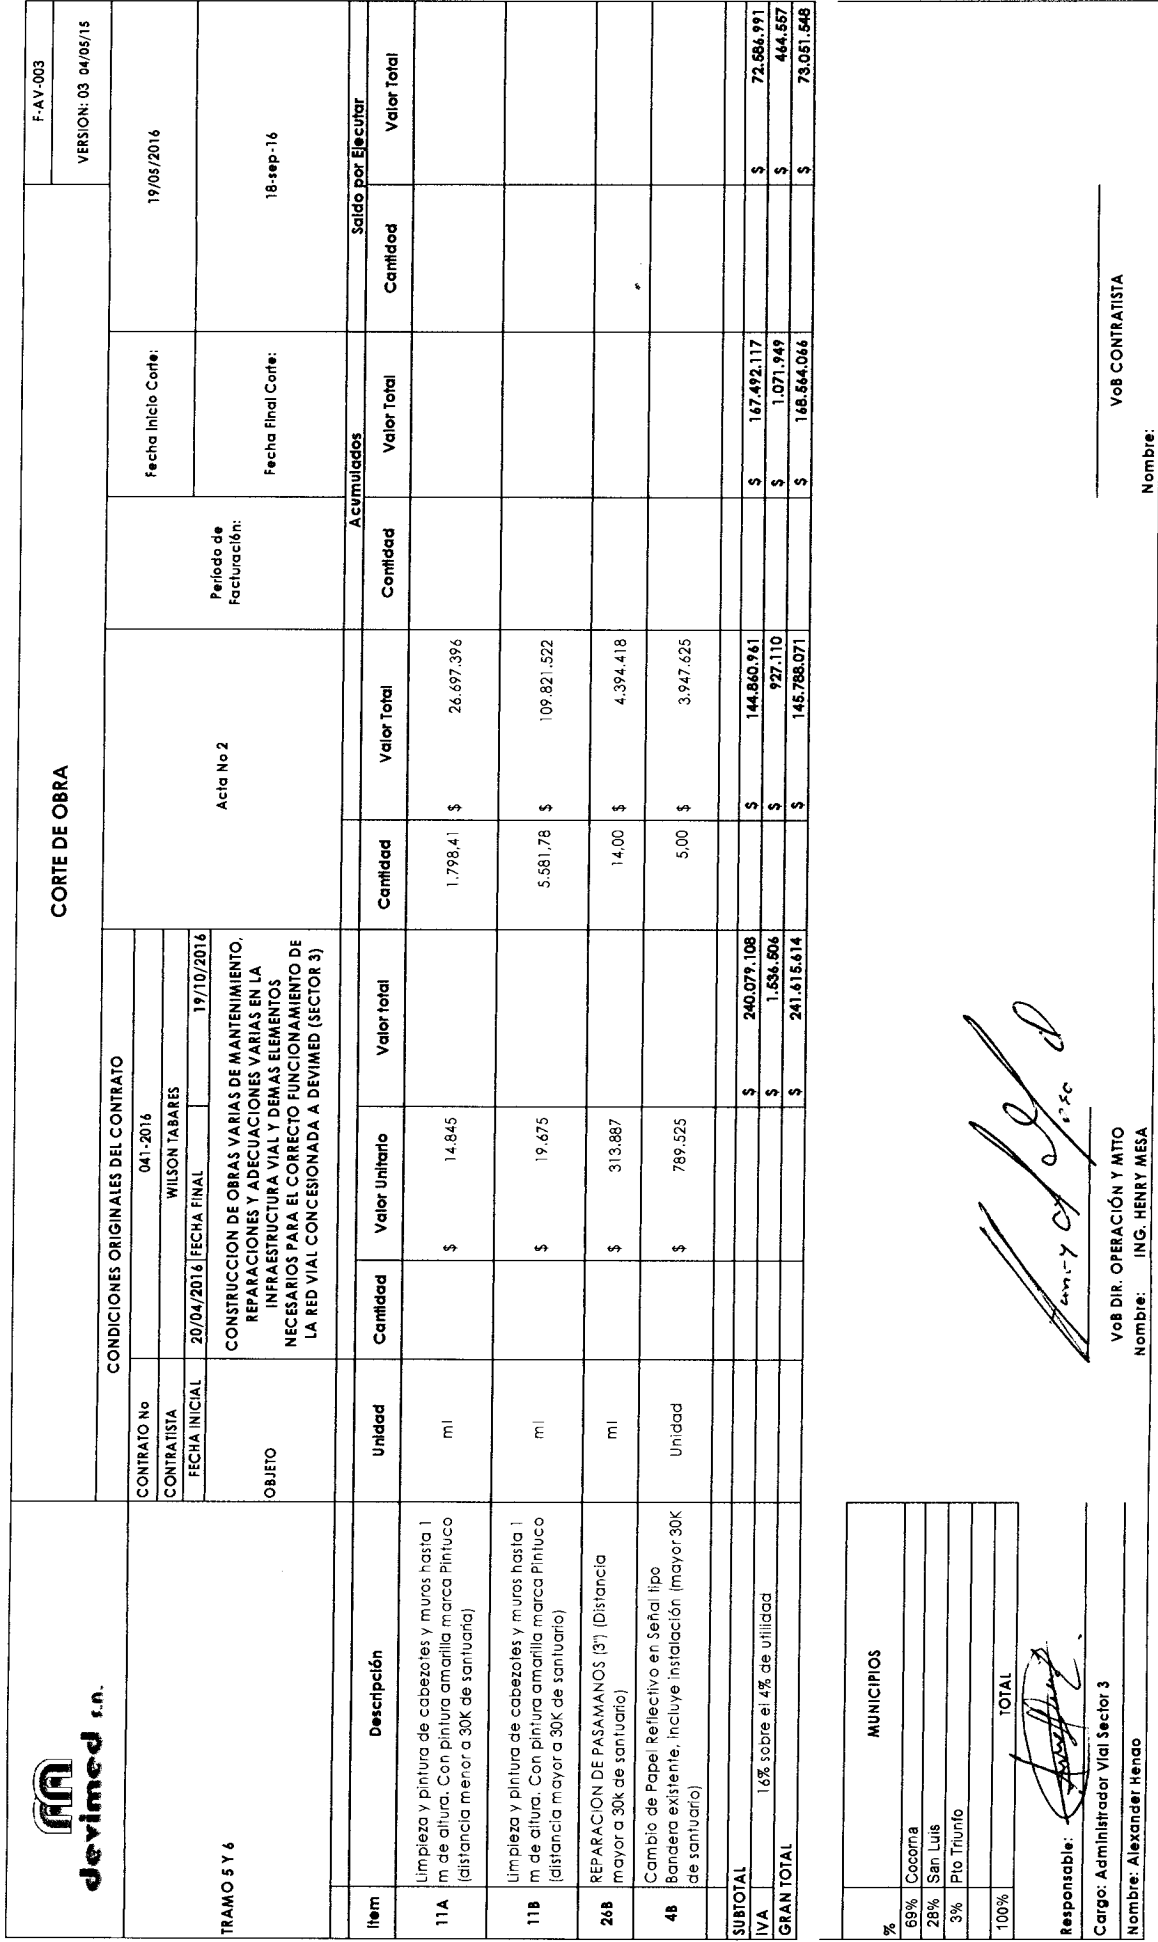 devimed s.a.
CORTE DE OBRA
F-AV-003
VERSION: 03 04/05/15
TRAMO 5 Y 6
CONDICIONES ORIGINALES DEL CONTRATO
CONTRATO No 041-2016
CONTRATISTA WILSON TABARES
FECHA INICIAL 20/04/2016 FECHA FINAL 19/10/2016
OBJETO
CONSTRUCCION DE OBRAS VARIAS DE MANTENIMIENTO,
REPARACIONES Y ADECUACIONES VARIAS EN LA
INFRAESTRUCTURA VIAL Y DEMAS ELEMENTOS
NECESARIOS PARA EL CORRECTO FUNCIONAMIENTO DE
LA RED VIAL CONCESIONADA A DEVIMED (SECTOR 3)
Acta No 2
Período de
Facturación:
Fecha Inicio Corte: 19/05/2016
Fecha Final Corte: 18-sep-16
Acumulados Saldo por Ejecutar
Item Descripción Unidad Cantidad Valor Unitario Valor total Cantidad Valor Total Cantidad Valor Total Cantidad Valor Total
11A
Limpieza y pintura de cabezotes y muros hasta 1
m de altura. Con pintura amarilla marca Pintuco
(distancia menor a 30K de santuario)
ml $ 14.845 1.798,41 $ 26.697.396
11B
Limpieza y pintura de cabezotes y muros hasta 1
m de altura. Con pintura amarilla marca Pintuco
(distancia mayor a 30K de santuario)
ml $ 19.675 5.581,78 $ 109.821.522
26B
REPARACION DE PASAMANOS (3") (Distancia
mayor a 30k de santuario)
ml $ 313.887 14,00 $ 4.394.418
4B
Cambio de Papel Reflectivo en Señal tipo
Bandera existente, incluye instalación (mayor 30K
de santuario)
Unidad $ 789.525 5,00 $ 3.947.625
SUBTOTAL $ 240.079.108 $ 144.860.961 $ 167.492.117 $ 72.586.991
IVA 16% sobre el 4% de utilidad $ 1.536.506 $ 927.110 $ 1.071.949 $ 464.557
GRAN TOTAL $ 241.615.614 $ 145.788.071 $ 168.564.066 $ 73.051.548
% MUNICIPIOS
69% Cocorna
28% San Luis
3% Pto Triunfo
100% TOTAL
Responsable:
Cargo: Administrador Vial Sector 3
Nombre: Alexander Henao
VoB DIR. OPERACIÓN Y MTTO
Nombre: ING. HENRY MESA
VoB CONTRATISTA
Nombre: